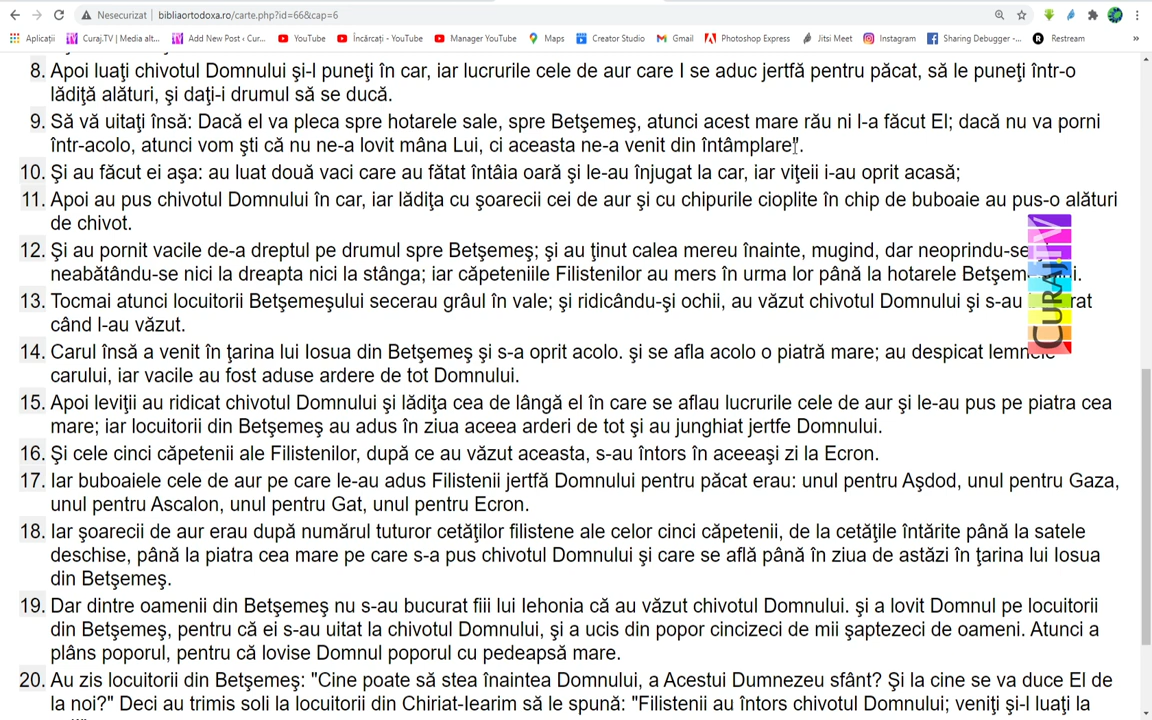 Nesecurizat | bibliaortodoxa.ro/carte.php?id=66&cap=6
Aplicații Curaj.TV | Media alt... Add New Post ‹ Cur... YouTube Încărcați - YouTube Manager YouTube Maps Creator Studio Gmail Photoshop Express Jitsi Meet Instagram Sharing Debugger -... Restream »
8. Apoi luaţi chivotul Domnului şi-l puneţi în car, iar lucrurile cele de aur care I se aduc jertfă pentru păcat, să le puneţi într-o
lădiţă alături, şi daţi-i drumul să se ducă.
9. Să vă uitaţi însă: Dacă el va pleca spre hotarele sale, spre Betşemeş, atunci acest mare rău ni l-a făcut El; dacă nu va porni
într-acolo, atunci vom şti că nu ne-a lovit mâna Lui, ci aceasta ne-a venit din întâmplare".
10. Şi au făcut ei aşa: au luat două vaci care au fătat întâia oară şi le-au înjugat la car, iar viţeii i-au oprit acasă;
11. Apoi au pus chivotul Domnului în car, iar lădiţa cu şoarecii cei de aur şi cu chipurile cioplite în chip de buboaie au pus-o alături
de chivot.
12. Şi au pornit vacile de-a dreptul pe drumul spre Betşemeş; şi au ţinut calea mereu înainte, mugind, dar neoprindu-se
neabătându-se nici la dreapta nici la stânga; iar căpeteniile Filistenilor au mers în urma lor până la hotarele
13. Tocmai atunci locuitorii Betşemeşului secerau grâul în vale; şi ridicându-şi ochii, au văzut chivotul Domnului şi s-au
când l-au văzut.
14. Carul însă a venit în ţarina lui Iosua din Betşemeş şi s-a oprit acolo. şi se afla acolo o piatră mare; au despicat lemnele
carului, iar vacile au fost aduse ardere de tot Domnului.
15. Apoi leviţii au ridicat chivotul Domnului şi lădiţa cea de lângă el în care se aflau lucrurile cele de aur şi le-au pus pe piatra cea
mare; iar locuitorii din Betşemeş au adus în ziua aceea arderi de tot şi au junghiat jertfe Domnului.
16. Şi cele cinci căpetenii ale Filistenilor, după ce au văzut aceasta, s-au întors în aceeaşi zi la Ecron.
17. Iar buboaiele cele de aur pe care le-au adus Filistenii jertfă Domnului pentru păcat erau: unul pentru Aşdod, unul pentru Gaza,
unul pentru Ascalon, unul pentru Gat, unul pentru Ecron.
18. Iar şoarecii de aur erau după numărul tuturor cetăţilor filistene ale celor cinci căpetenii, de la cetăţile întărite până la satele
deschise, până la piatra cea mare pe care s-a pus chivotul Domnului şi care se află până în ziua de astăzi în ţarina lui Iosua
din Betşemeş.
19. Dar dintre oamenii din Betşemeş nu s-au bucurat fiii lui Iehonia că au văzut chivotul Domnului. şi a lovit Domnul pe locuitorii
din Betşemeş, pentru că ei s-au uitat la chivotul Domnului, şi a ucis din popor cincizeci de mii şaptezeci de oameni. Atunci a
plâns poporul, pentru că lovise Domnul poporul cu pedeapsă mare.
20. Au zis locuitorii din Betşemeş: "Cine poate să stea înaintea Domnului, a Acestui Dumnezeu sfânt? Şi la cine se va duce El de
la noi?" Deci au trimis soli la locuitorii din Chiriat-Iearim să le spună: "Filistenii au întors chivotul Domnului; veniţi şi-l luaţi la
CURAJ.TV